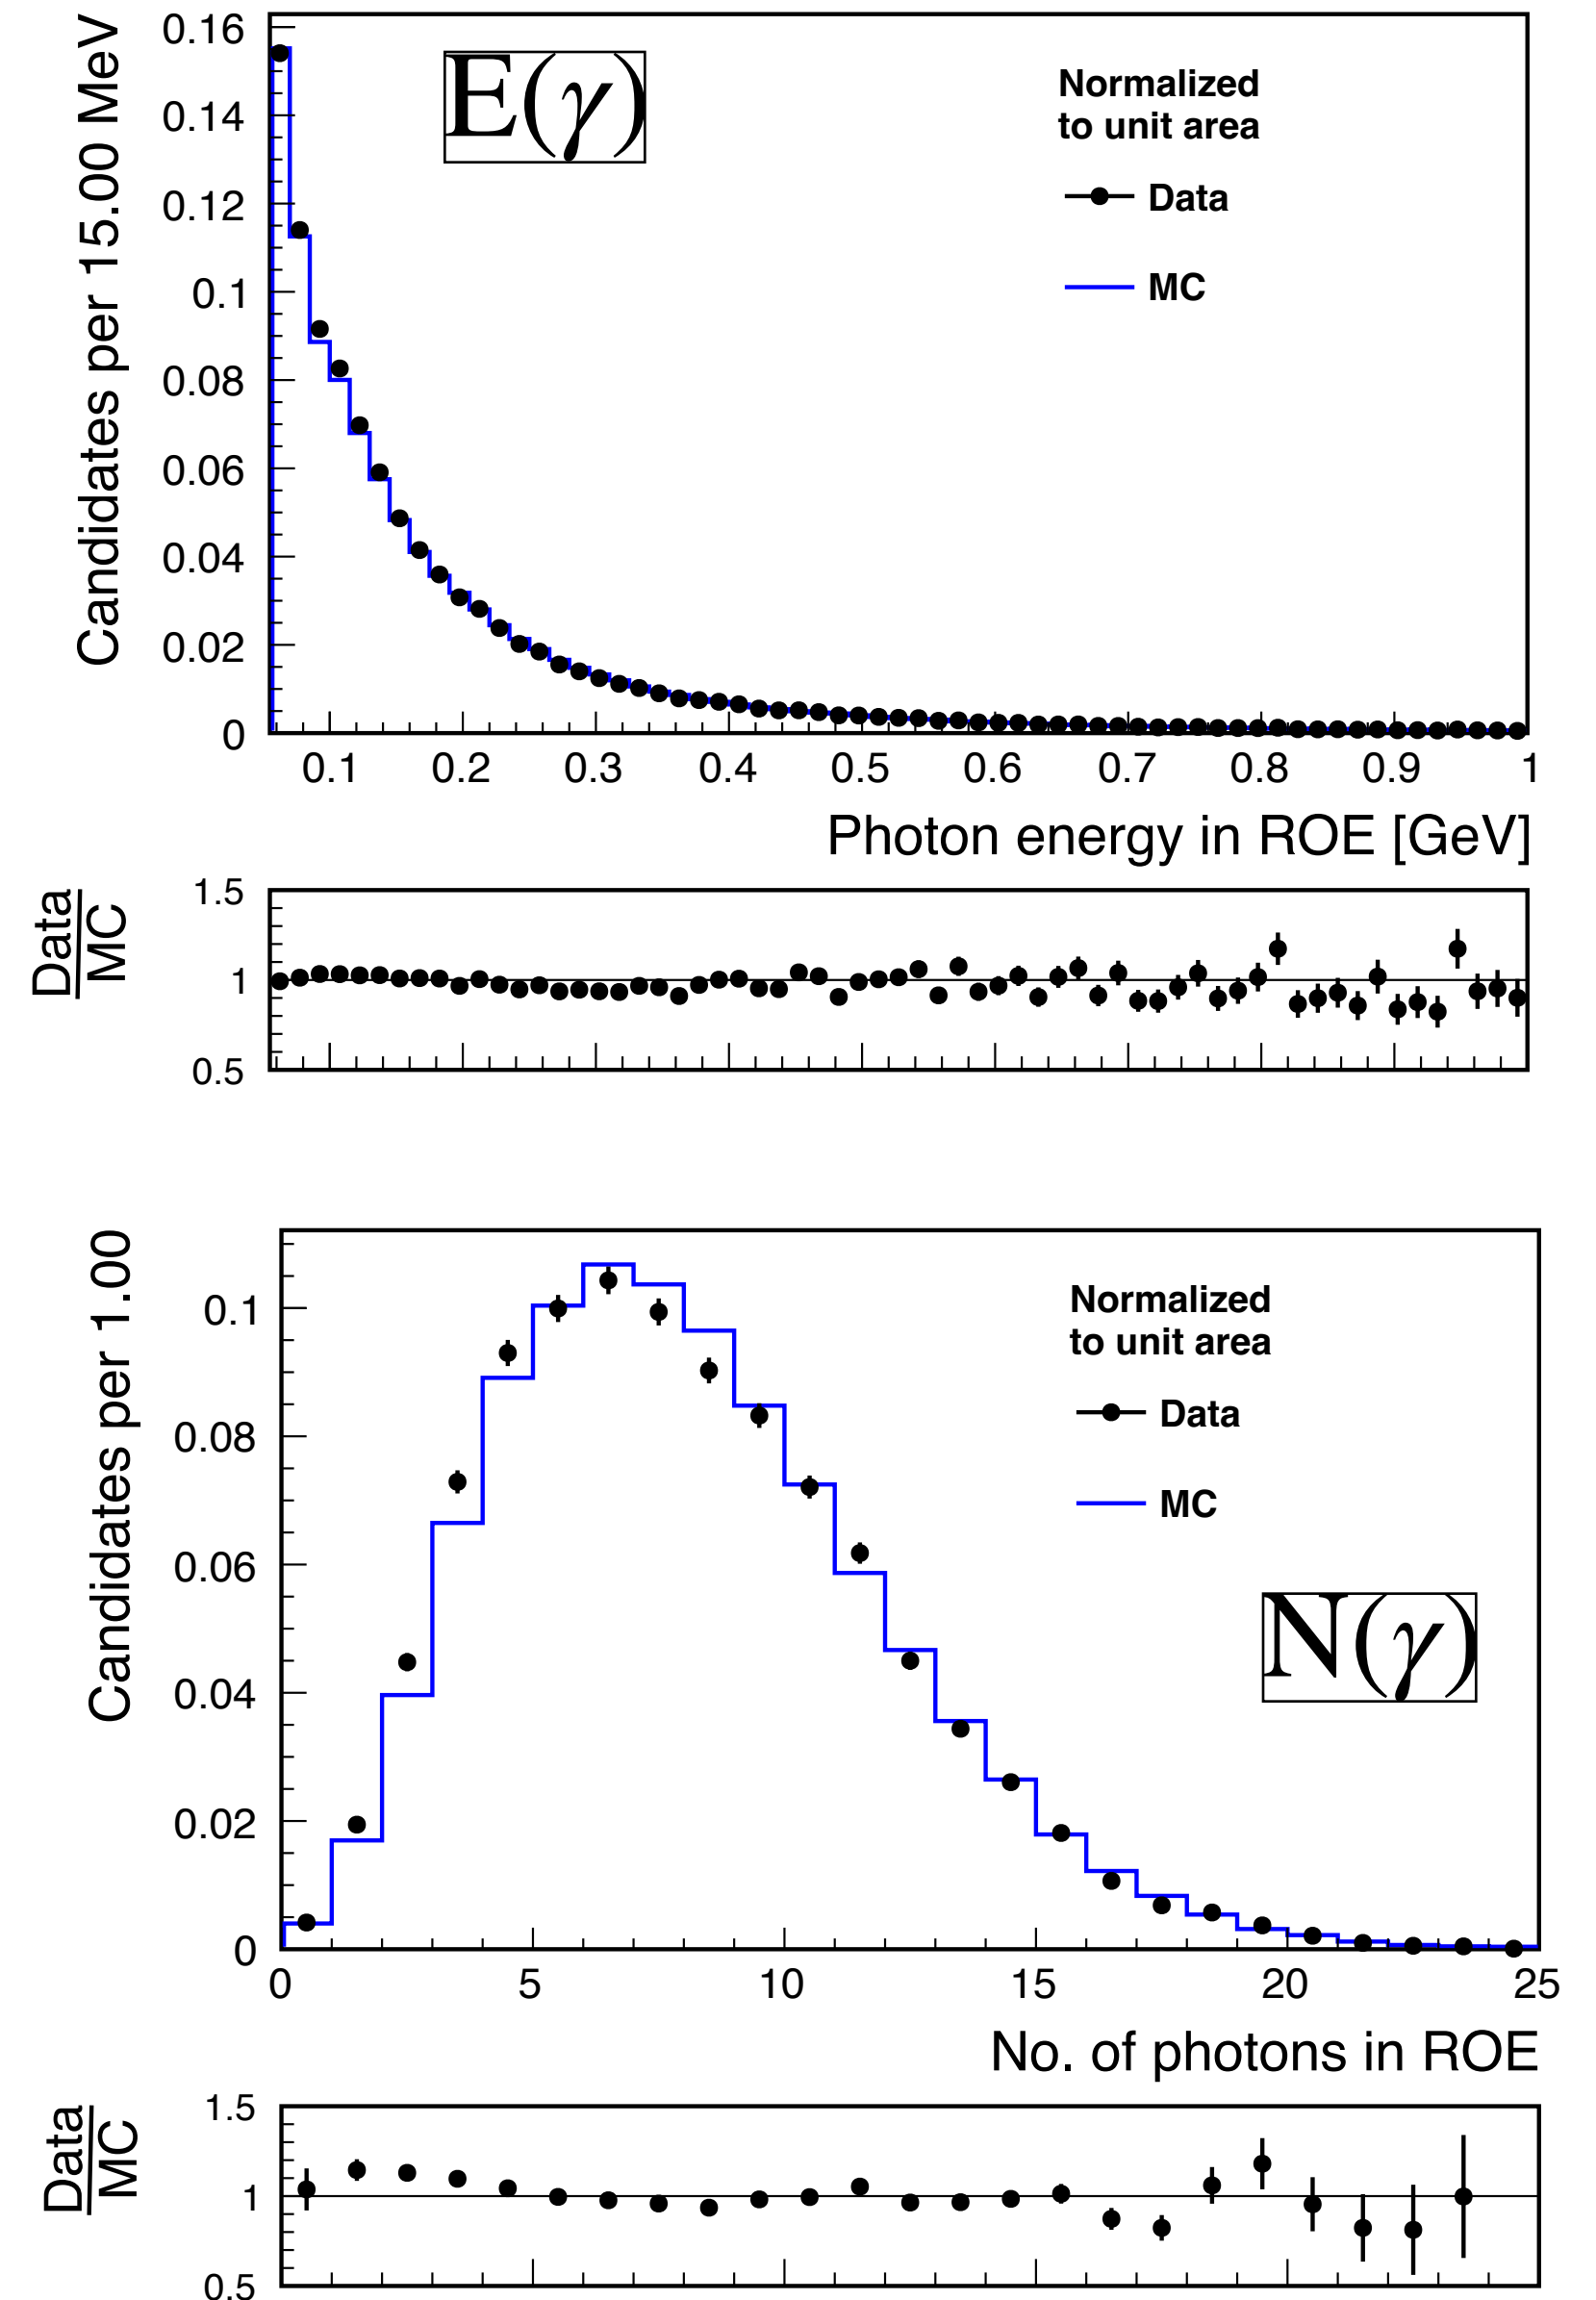 Candidates per 15.00 MeV
0.16
0.14
0.12
0.1
0.08
0.06
0.04
0.02
0
E(γ)
Normalized
to unit area
Data
MC
0.1 0.2 0.3 0.4 0.5 0.6 0.7 0.8 0.9 1
Photon energy in ROE [GeV]
Data
MC
1.5
1
0.5
Candidates per 1.00
0.1
0.08
0.06
0.04
0.02
0
Normalized
to unit area
Data
MC
N(γ)
0 5 10 15 20 25
No. of photons in ROE
Data
MC
1.5
1
0.5